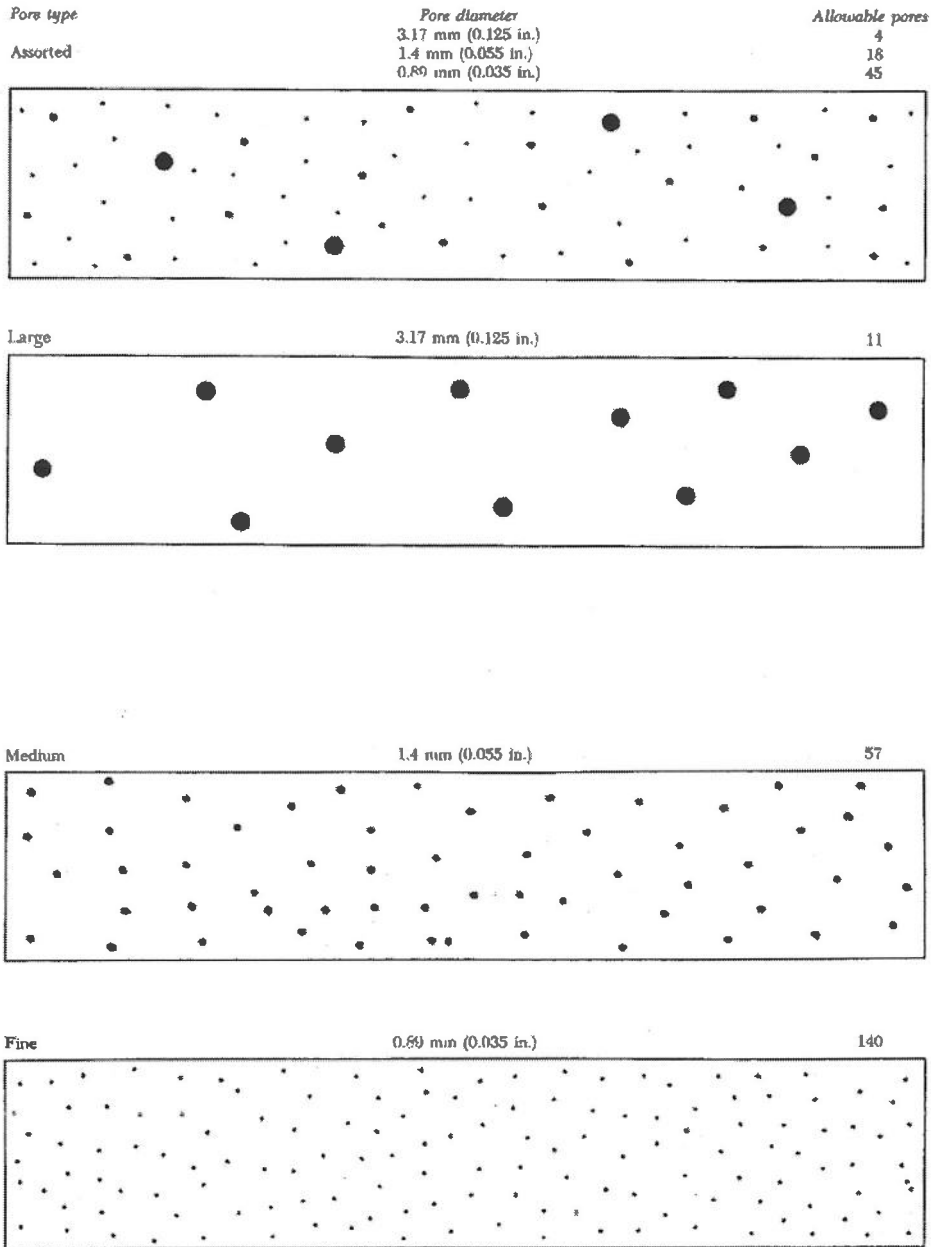 Pore type Pore diameter Allowable pores
3.17 mm (0.125 in.) 4
Assorted 1.4 mm (0.055 in.) 18
0.89 mm (0.035 in.) 45
Large 3.17 mm (0.125 in.) 11
Medium 1.4 mm (0.055 in.) 57
Fine 0.89 mm (0.035 in.) 140